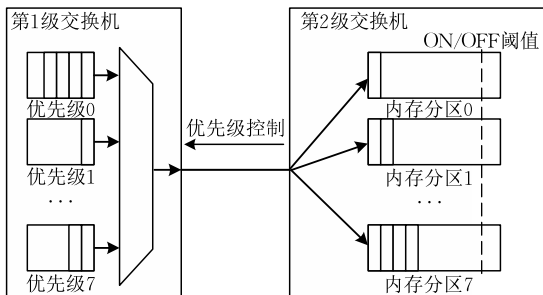 第1级交换机
优先级0
优先级1
...
优先级7
优先级控制
第2级交换机
ON/OFF阈值
内存分区0
内存分区1
...
内存分区7